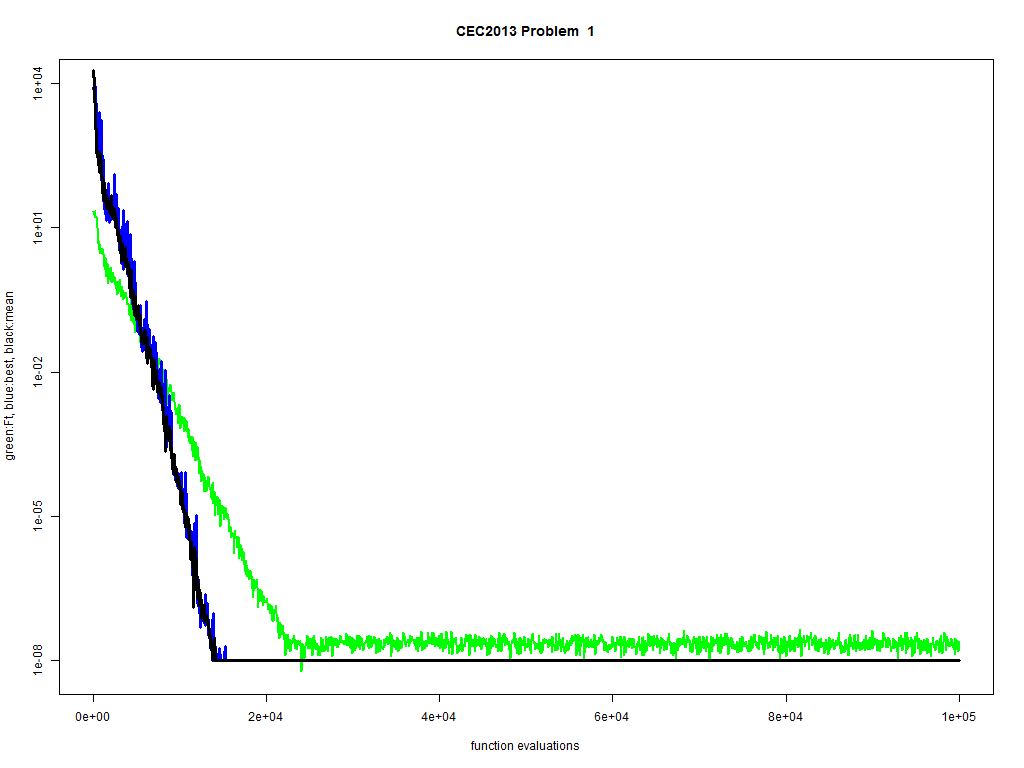 CEC2013 Problem  1
green:Ft, blue:best, black:mean
1e+04
1e+01
1e-02
1e-05
1e-08
0e+00 2e+04 4e+04 6e+04 8e+04 1e+05
function evaluations